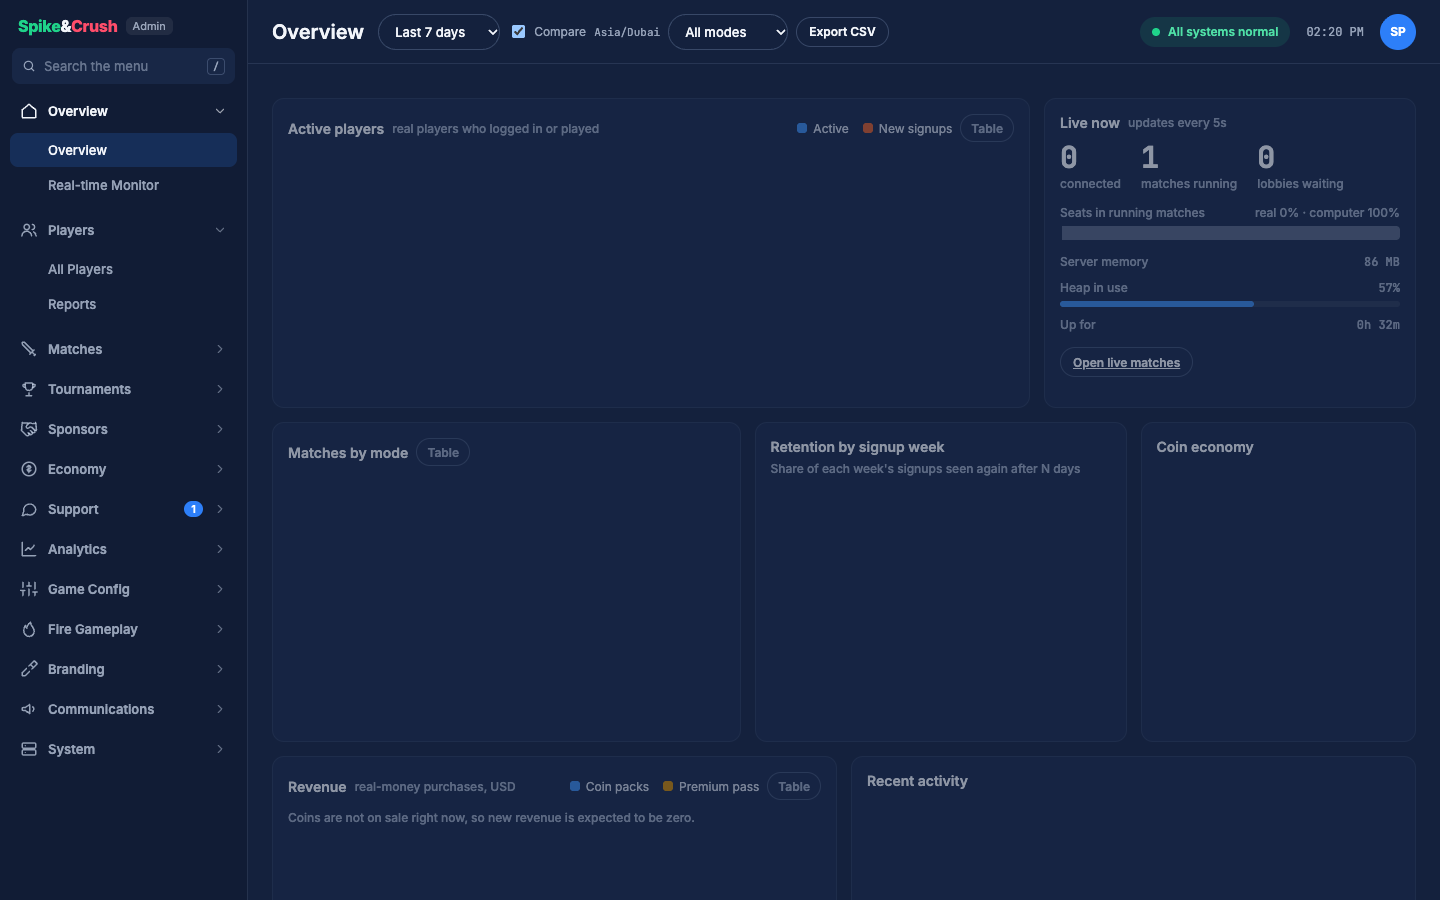 Spike&Crush Admin
Search the menu /
Overview
Overview
Real-time Monitor
Players
All Players
Reports
Matches
Tournaments
Sponsors
Economy
Support 1
Analytics
Game Config
Fire Gameplay
Branding
Communications
System
Overview Last 7 days Compare Asia/Dubai All modes Export CSV All systems normal 02:20 PM SP
Active players real players who logged in or played Active New signups Table
Live now updates every 5s
0 1 0
connected matches running lobbies waiting
Seats in running matches real 0% · computer 100%
Server memory 86 MB
Heap in use 57%
Up for 0h 32m
Open live matches
Matches by mode Table
Retention by signup week
Share of each week's signups seen again after N days
Coin economy
Revenue real-money purchases, USD Coin packs Premium pass Table
Coins are not on sale right now, so new revenue is expected to be zero.
Recent activity